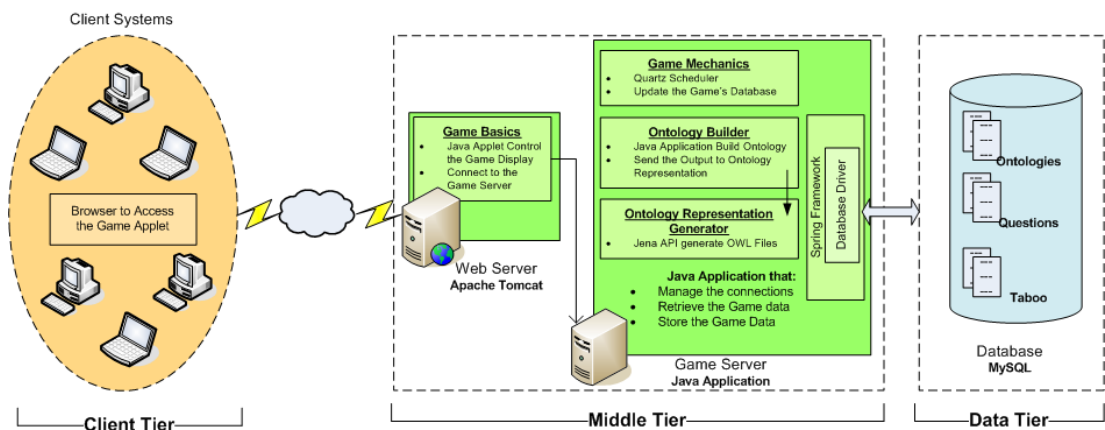 Client Systems
Browser to Access
the Game Applet
Client Tier
Game Basics
• Java Applet Control
the Game Display
• Connect to the
Game Server
Web Server
Apache Tomcat
Game Mechanics
• Quartz Scheduler
• Update the Game's Database
Ontology Builder
• Java Application Build Ontology
• Send the Output to Ontology
Representation
Ontology Representation
Generator
• Jena API generate OWL Files
Java Application that:
• Manage the connections
• Retrieve the Game data
• Store the Game Data
Spring Framework
Database Driver
Game Server
Java Application
Middle Tier
Ontologies
Questions
Taboo
Database
MySQL
Data Tier